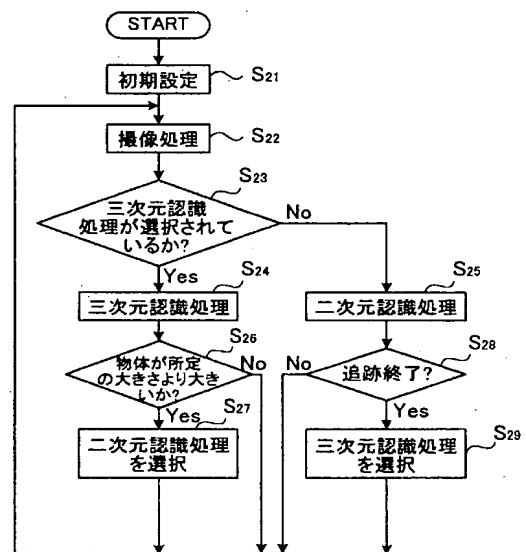 START
初期設定
S21
撮像処理
S22
S23
三次元認識
処理が選択されて
いるか?
No
Yes
S24
三次元認識処理
S25
二次元認識処理
S26
物体が所定
の大きさより大き
いか?
No
Yes
S28
追跡終了?
No
Yes
S27
二次元認識処理
を選択
三次元認識処理
を選択
S29